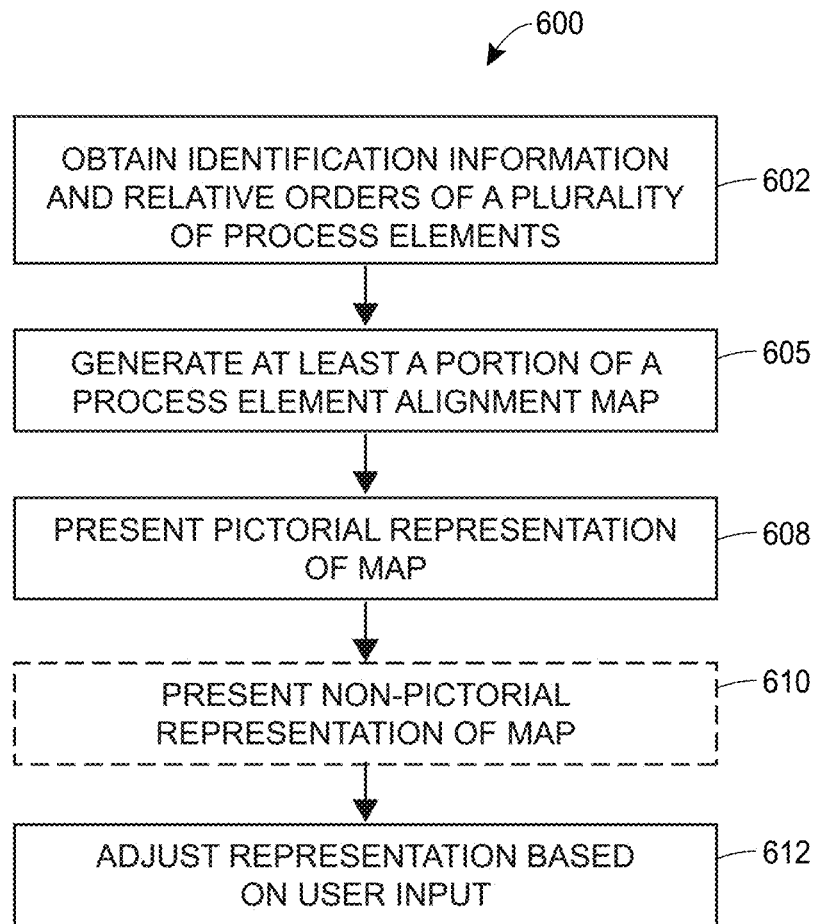 600
OBTAIN IDENTIFICATION INFORMATION
AND RELATIVE ORDERS OF A PLURALITY
OF PROCESS ELEMENTS
602
GENERATE AT LEAST A PORTION OF A
PROCESS ELEMENT ALIGNMENT MAP
605
PRESENT PICTORIAL REPRESENTATION
OF MAP
608
PRESENT NON-PICTORIAL
REPRESENTATION OF MAP
610
ADJUST REPRESENTATION BASED
ON USER INPUT
612